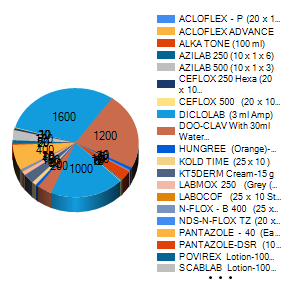 ACLOFLEX - P (20 x 1...
ACLOFLEX ADVANCE
ALKA TONE (100 ml)
AZILAB 250 (10 x 1 x 6)
AZILAB 500 (10 x 1 x 3)
CEFLOX 250 Hexa (20
x 10...
CEFLOX 500 (20 x 10...
DICLOLAB (3 ml Amp)
DOO-CLAV With 30ml
Water...
HUNGREE (Orange)-...
KOLD TIME (25 x 10 )
KT5DERM Cream-15 g
LABMOX 250 (Grey (...
LABOCOF (25 x 10 St...
N-FLOX - B 400 (25 x...
NDS-N-FLOX TZ (20 x...
PANTAZOLE - 40 (Ea...
PANTAZOLE-DSR (10...
POVIREX Lotion-100...
SCABLAB Lotion-100...
• • •
1600
1200
400
200
1000